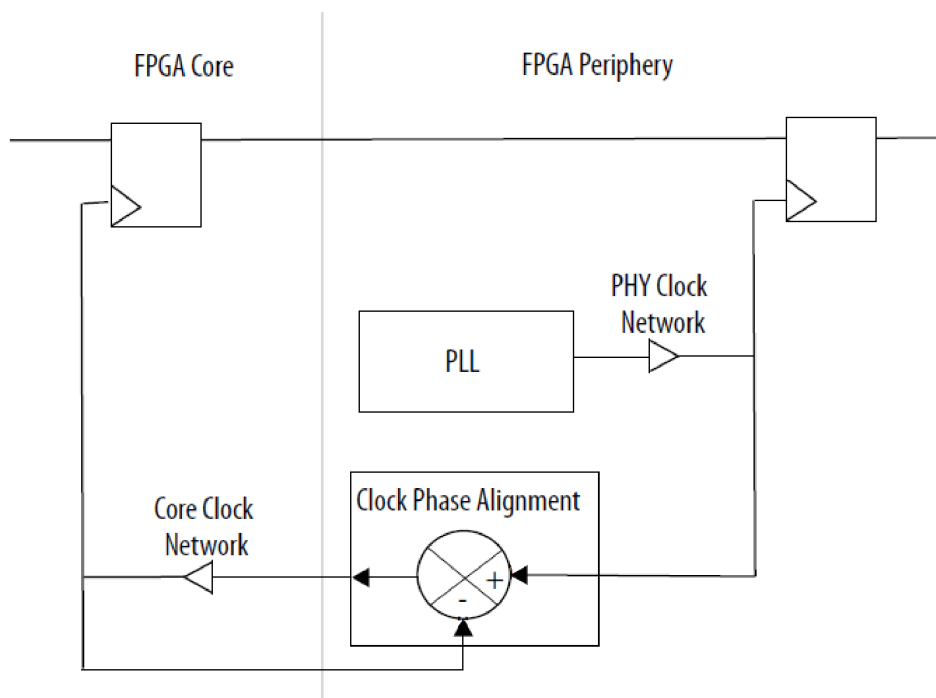 FPGA Core
FPGA Periphery
PHY Clock
Network
PLL
Clock Phase Alignment
Core Clock
Network
+
-